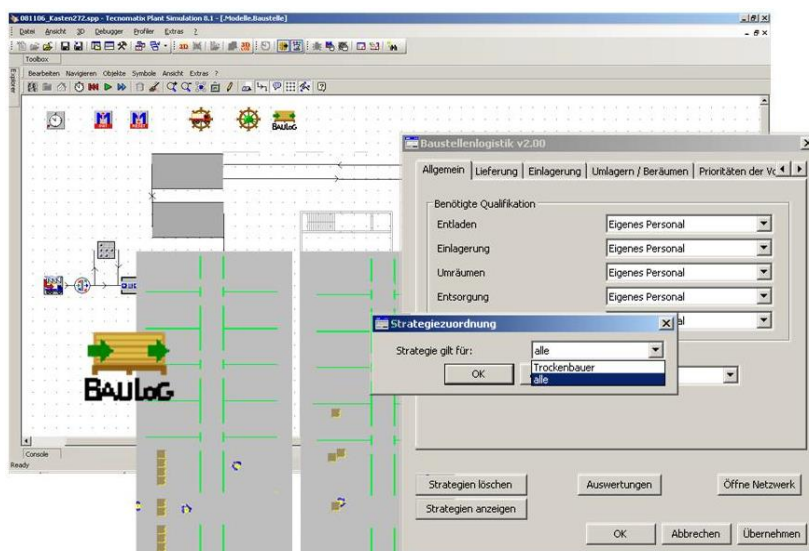 081106_Kasten272.spp - Tecnomatix Plant Simulation 8.1 - [.Modelle.Baustelle]
Datei Ansicht 3D Debugger Profiler Extras ?
Toolbox
Explorer
Bearbeiten Navigieren Objekte Symbole Ansicht Extras ?
BAULOG
Baustellenlogistik v2.00
Allgemein Lieferung Einlagerung Umlagern / Beräumen Prioritäten der
Benötigte Qualifikation
Entladen Eigenes Personal
Einlagerung Eigenes Personal
Umräumen Eigenes Personal
Entsorgung Eigenes Personal
Strategiezuordnung
Strategie gilt für: alle
Trockenbauer
alle
OK
BAULOG
Console
Ready
Strategien löschen Auswertungen Öffne Netzwerk
Strategien anzeigen
OK Abbrechen Übernehmen